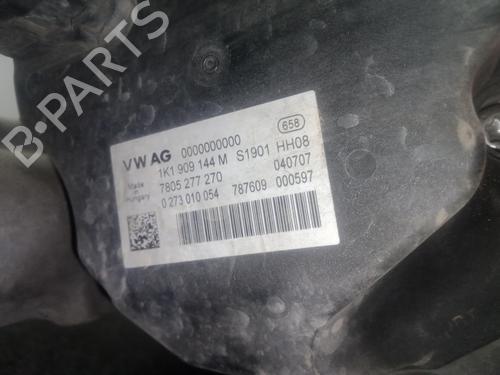 658
VW AG 0000000000
1K1 909 144 M S1901 HH08
Made in Hungary
7805 277 270 040707
0 273 010 054 787609 000597
B-PARTS